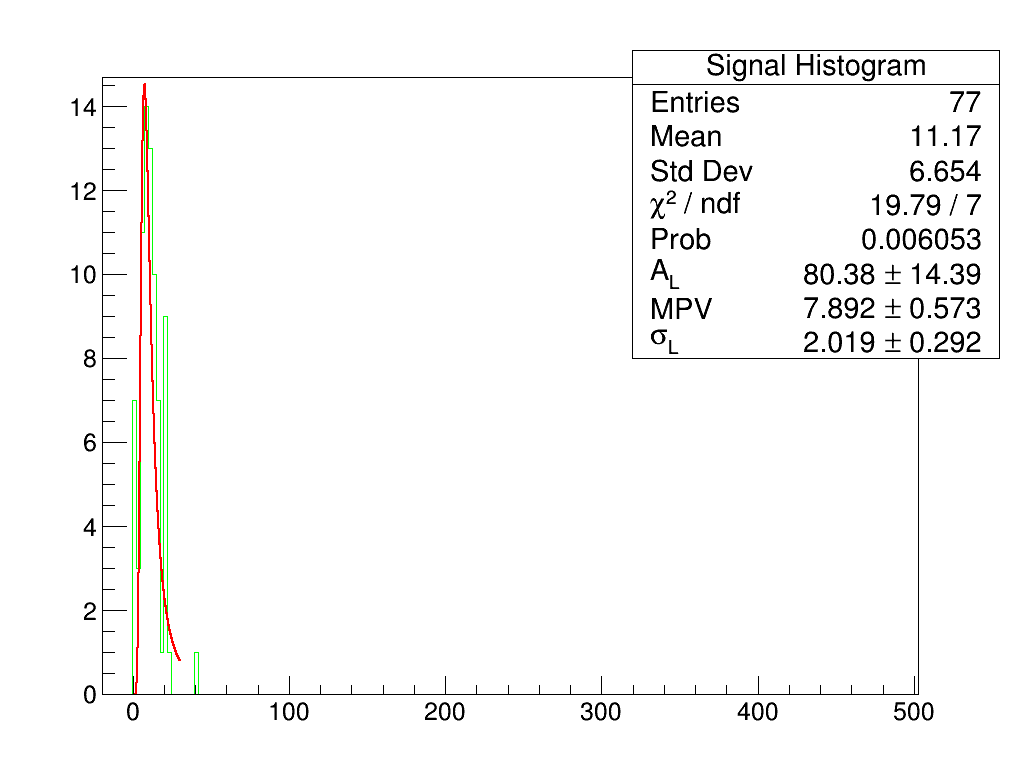 Signal Histogram
Entries 77
Mean 11.17
Std Dev 6.654
χ² / ndf 19.79 / 7
Prob 0.006053
A_L 80.38 ± 14.39
MPV 7.892 ± 0.573
σ_L 2.019 ± 0.292
14
12
10
8
6
4
2
0
0 100 200 300 400 500